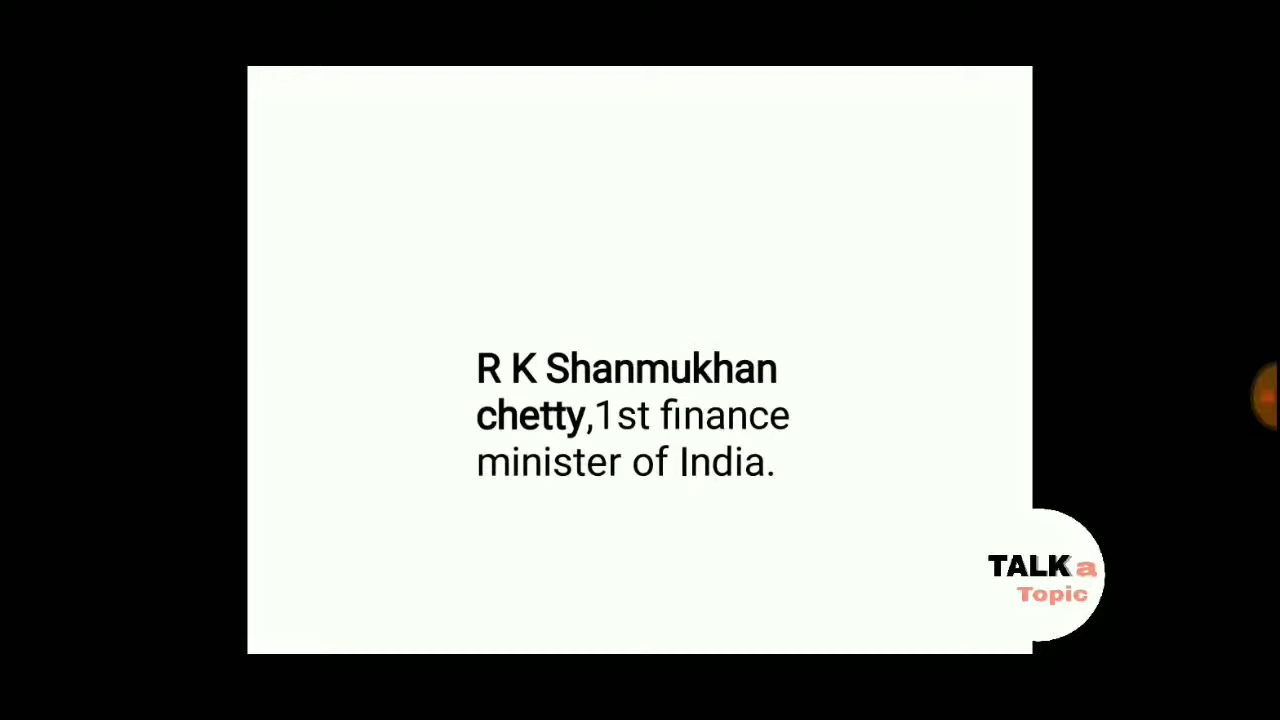 R K Shanmukhan
chetty,1st finance
minister of India.
TALK a
Topic